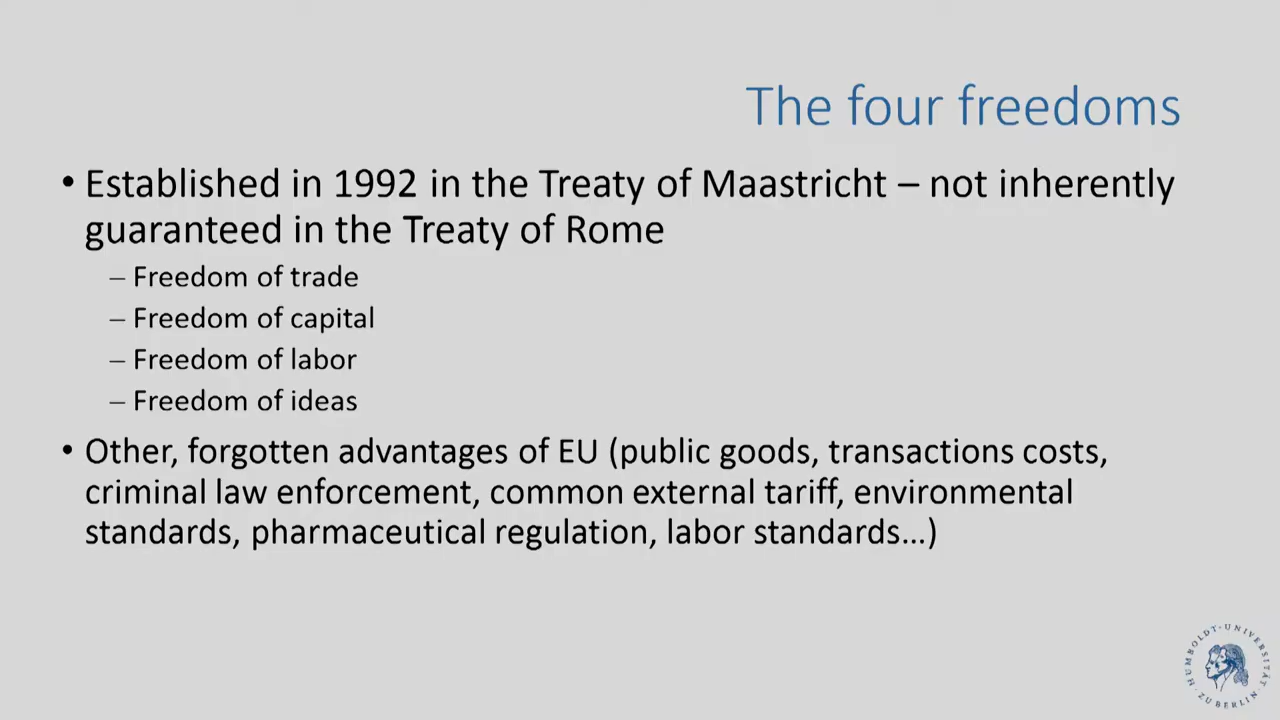 The four freedoms
• Established in 1992 in the Treaty of Maastricht – not inherently
guaranteed in the Treaty of Rome
– Freedom of trade
– Freedom of capital
– Freedom of labor
– Freedom of ideas
• Other, forgotten advantages of EU (public goods, transactions costs,
criminal law enforcement, common external tariff, environmental
standards, pharmaceutical regulation, labor standards…)
HUMBOLDT-UNIVERSITÄT
ZU BERLIN